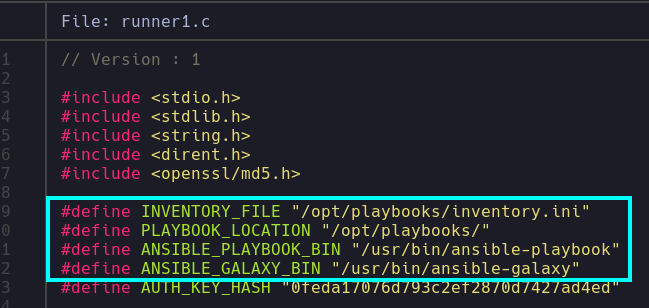 File: runner1.c
1 // Version : 1
2
3 #include <stdio.h>
4 #include <stdlib.h>
5 #include <string.h>
6 #include <dirent.h>
7 #include <openssl/md5.h>
8
9 #define INVENTORY_FILE "/opt/playbooks/inventory.ini"
0 #define PLAYBOOK_LOCATION "/opt/playbooks/"
1 #define ANSIBLE_PLAYBOOK_BIN "/usr/bin/ansible-playbook"
2 #define ANSIBLE_GALAXY_BIN "/usr/bin/ansible-galaxy"
3 #define AUTH_KEY_HASH "0feda17076d793c2ef2870d7427ad4ed"